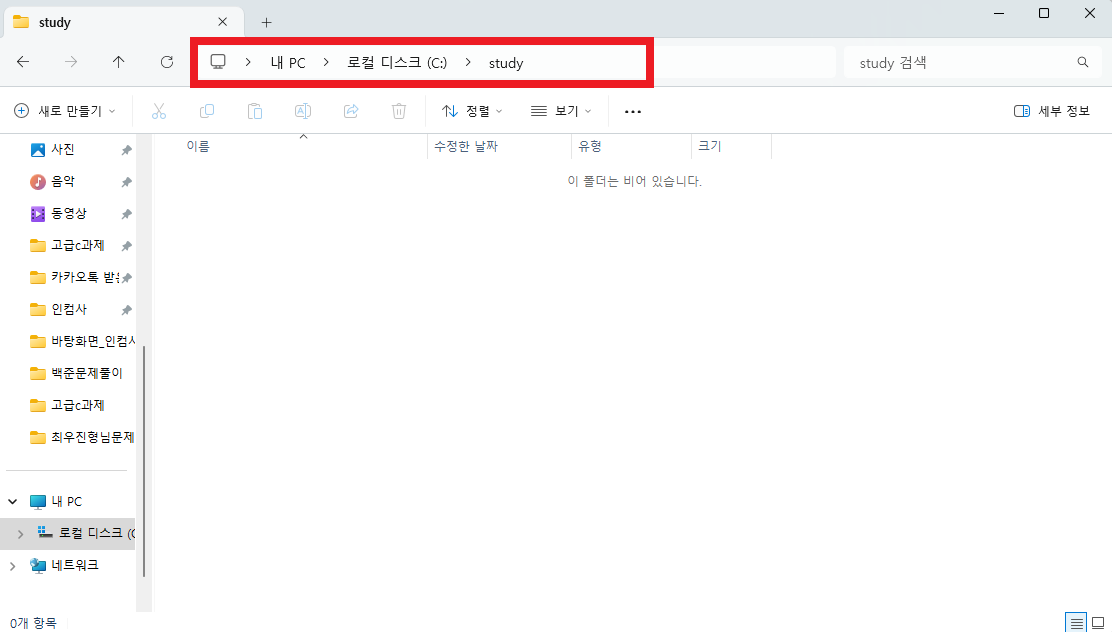 study
내 PC > 로컬 디스크 (C:) > study
study 검색
새로 만들기
정렬
보기
세부 정보
이름
수정한 날짜
유형
크기
이 폴더는 비어 있습니다.
사진
음악
동영상
고급c과제
카카오톡 받은
인컴사
바탕화면_인컴사
백준문제풀이
고급c과제
최우진형님문제
내 PC
로컬 디스크 (C
네트워크
0개 항목